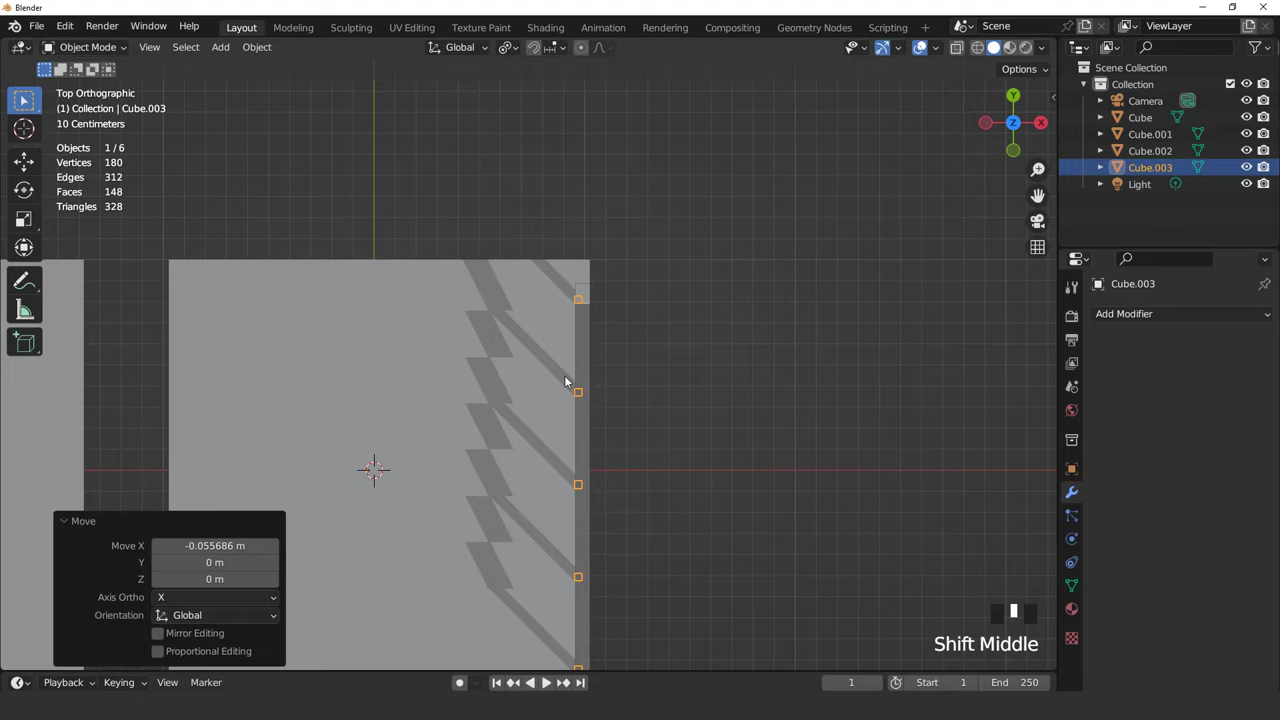 Blender
File Edit Render Window Help Layout Modeling Sculpting UV Editing Texture Paint Shading Animation Rendering Compositing Geometry Nodes Scripting + Scene ViewLayer
Object Mode View Select Add Object Global
Options
Top Orthographic
(1) Collection | Cube.003
10 Centimeters
Objects 1 / 6
Vertices 180
Edges 312
Faces 148
Triangles 328
Y
Z
X
Scene Collection
Collection
Camera
Cube
Cube.001
Cube.002
Cube.003
Light
Cube.003
Add Modifier
Move
Move X -0.055686 m
Y 0 m
Z 0 m
Axis Ortho X
Orientation Global
Mirror Editing
Proportional Editing
Shift Middle
Playback Keying View Marker 1 Start 1 End 250